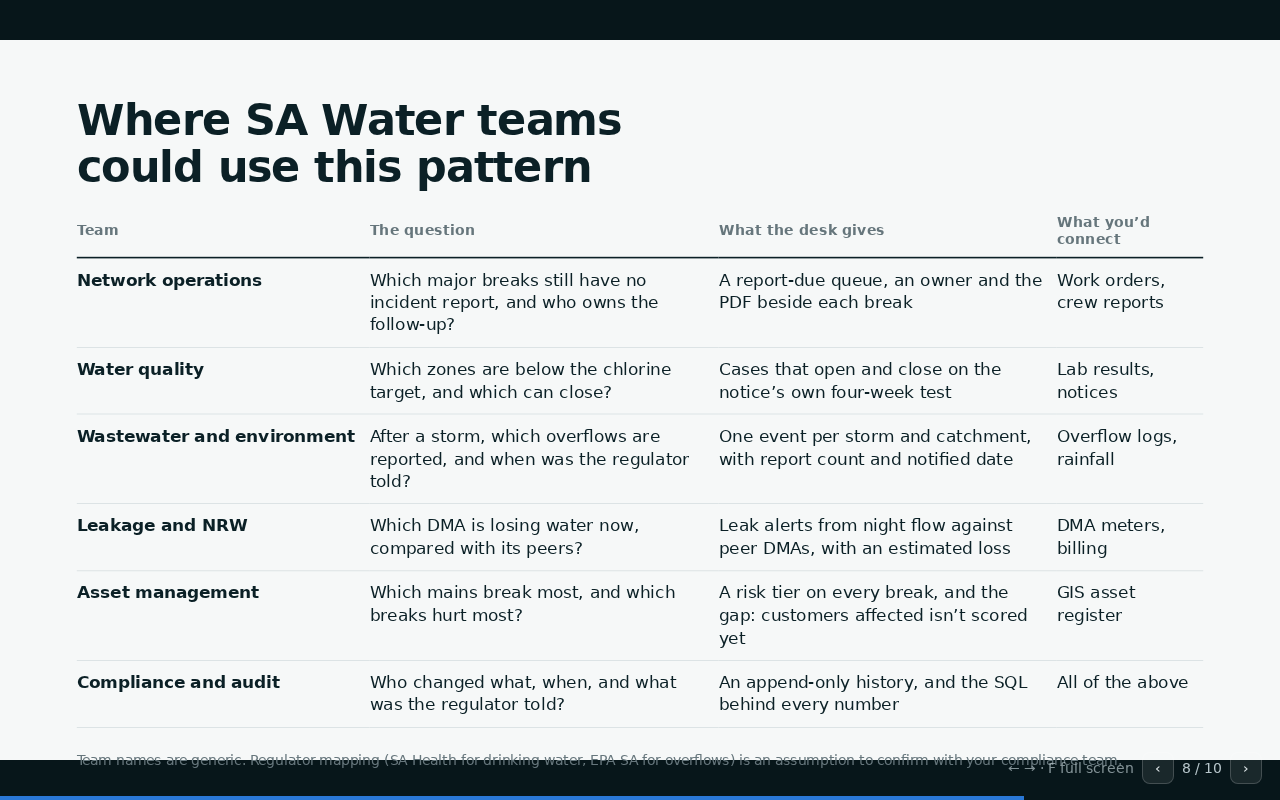 Where SA Water teams
could use this pattern
Team
The question
What the desk gives
What you’d
connect
Network operations
Which major breaks still have no
incident report, and who owns the
follow-up?
A report-due queue, an owner and the
PDF beside each break
Work orders,
crew reports
Water quality
Which zones are below the chlorine
target, and which can close?
Cases that open and close on the
notice’s own four-week test
Lab results,
notices
Wastewater and environment
After a storm, which overflows are
reported, and when was the regulator
told?
One event per storm and catchment,
with report count and notified date
Overflow logs,
rainfall
Leakage and NRW
Which DMA is losing water now,
compared with its peers?
Leak alerts from night flow against
peer DMAs, with an estimated loss
DMA meters,
billing
Asset management
Which mains break most, and which
breaks hurt most?
A risk tier on every break, and the
gap: customers affected isn’t scored
yet
GIS asset
register
Compliance and audit
Who changed what, when, and what
was the regulator told?
An append-only history, and the SQL
behind every number
All of the above
Team names are generic. Regulator mapping (SA Health for drinking water, EPA SA for overflows) is an assumption to confirm with your compliance team.
← → · F full screen ‹ 8 / 10 ›